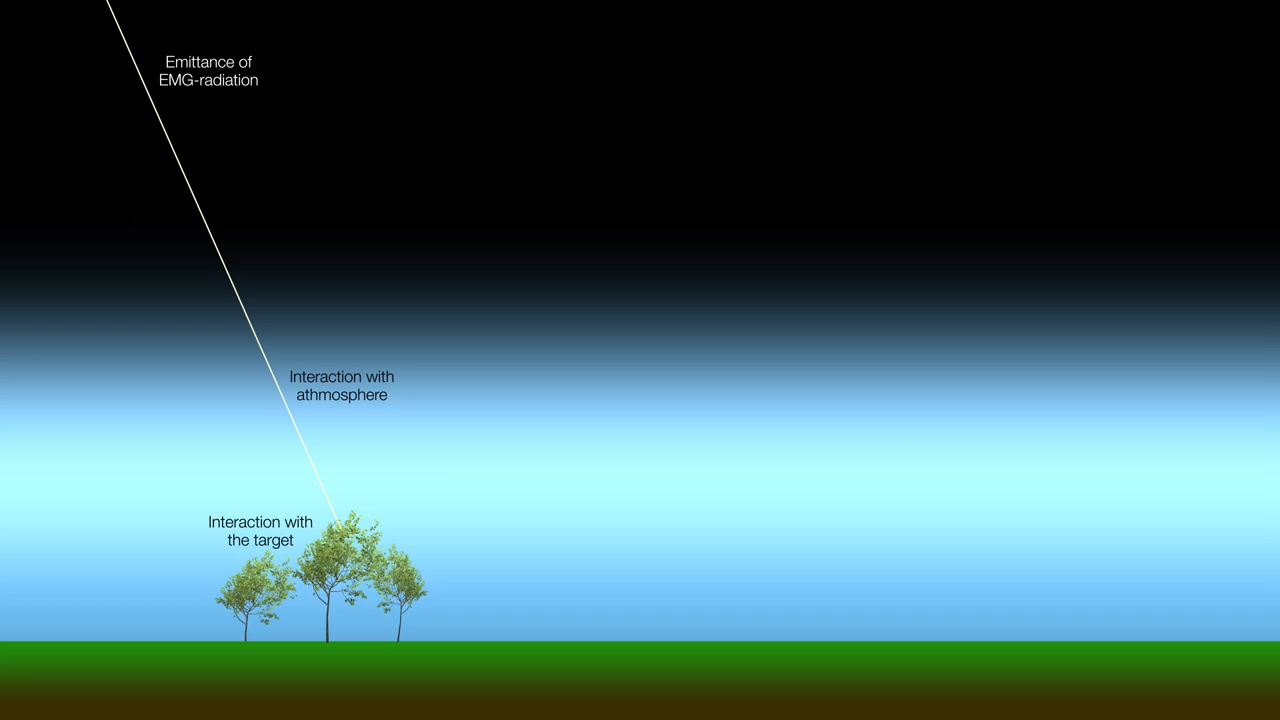 Emittance of
EMG-radiation
Interaction with
athmosphere
Interaction with
the target